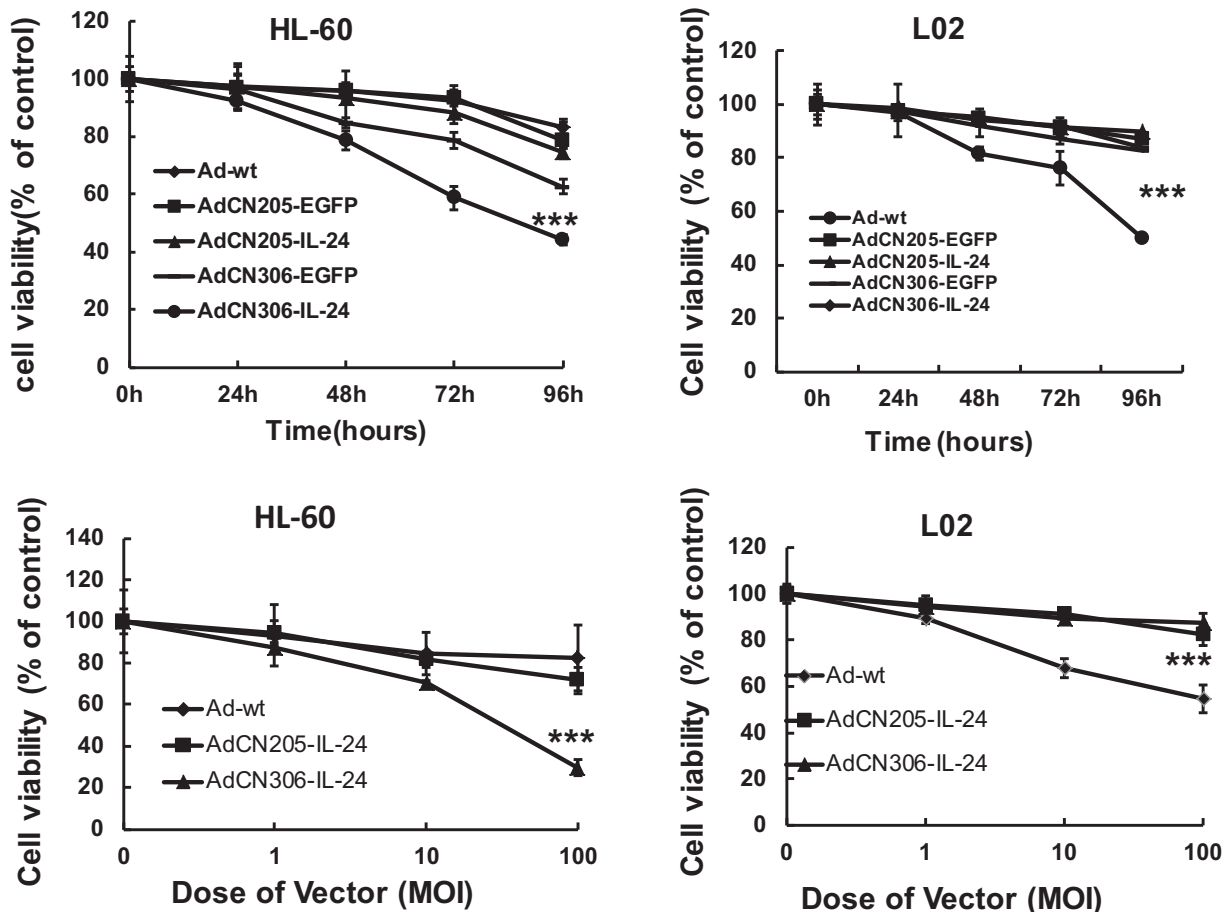 HL-60
cell viability(% of control)
120
100
80
60
40
20
0
Ad-wt
AdCN205-EGFP
AdCN205-IL-24
AdCN306-EGFP
AdCN306-IL-24
***
0h 24h 48h 72h 96h
Time(hours)
L02
Cell viability (% of control)
120
100
80
60
40
20
0
***
Ad-wt
AdCN205-EGFP
AdCN205-IL-24
AdCN306-EGFP
AdCN306-IL-24
0h 24h 48h 72h 96h
Time (hours)
HL-60
Cell viability (% of control)
140
120
100
80
60
40
20
0
Ad-wt
AdCN205-IL-24
AdCN306-IL-24
***
0 1 10 100
Dose of Vector (MOI)
L02
Cell viability (% of control)
120
100
80
60
40
20
0
***
Ad-wt
AdCN205-IL-24
AdCN306-IL-24
0 1 10 100
Dose of Vector (MOI)